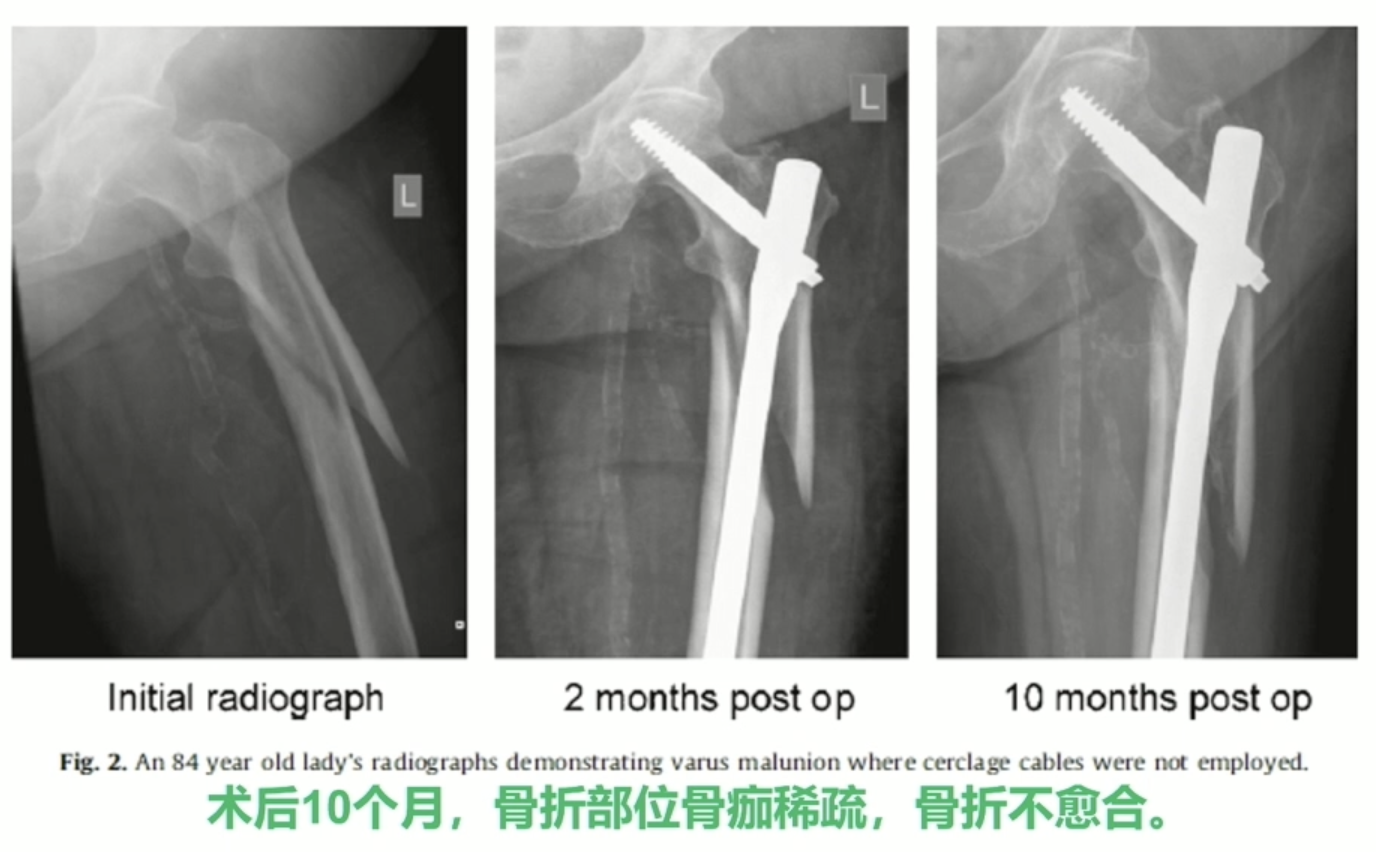 L
L
Initial radiograph
2 months post op
10 months post op
Fig. 2. An 84 year old lady's radiographs demonstrating varus malunion where cerclage cables were not employed.
术后10个月，骨折部位骨痂稀疏，骨折不愈合。